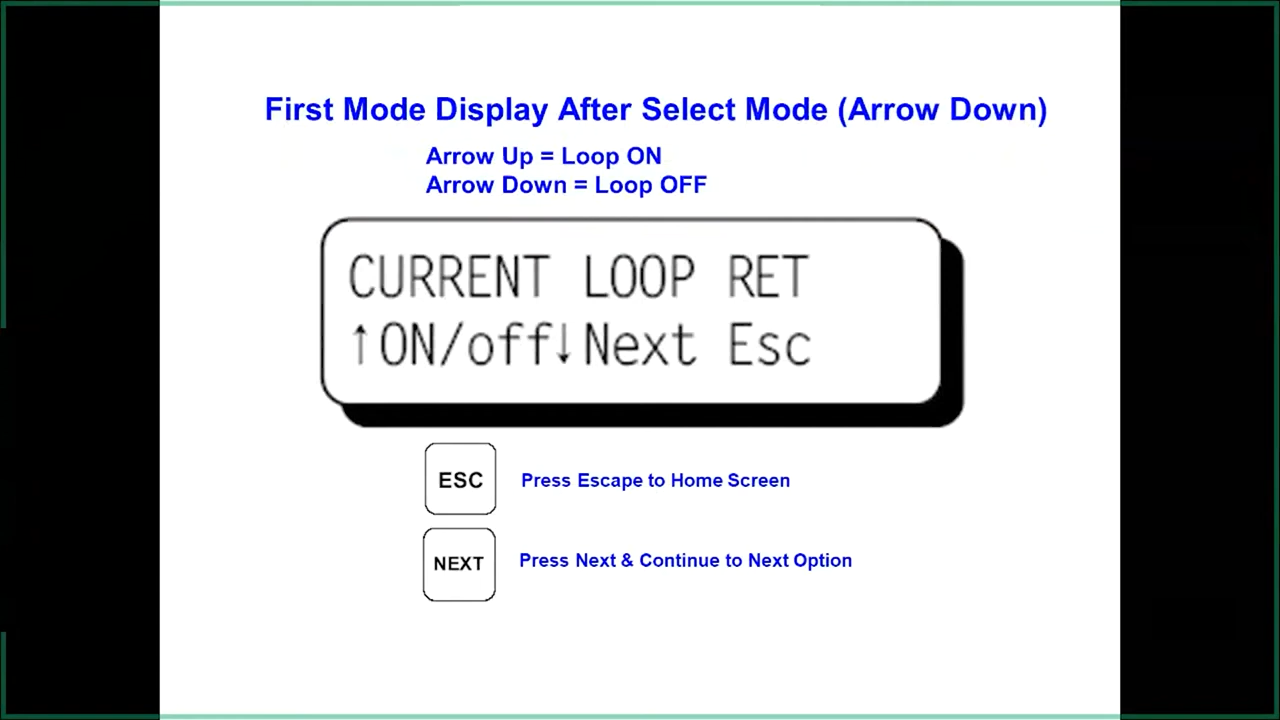 First Mode Display After Select Mode (Arrow Down)
Arrow Up = Loop ON
Arrow Down = Loop OFF
CURRENT LOOP RET
↑ON/off↓Next Esc
ESC
Press Escape to Home Screen
NEXT
Press Next & Continue to Next Option